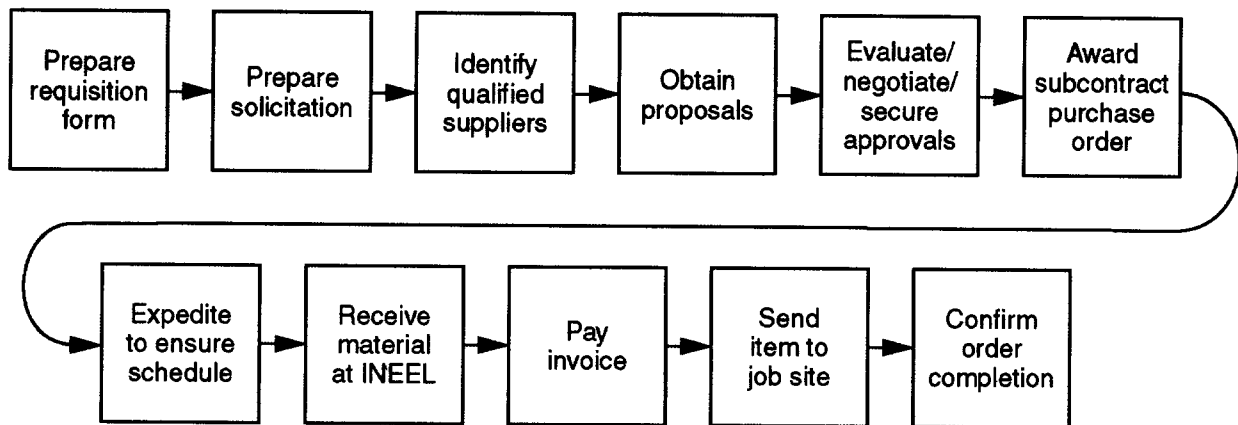 Prepare
requisition
form
Prepare
solicitation
Identify
qualified
suppliers
Obtain
proposals
Evaluate/
negotiate/
secure
approvals
Award
subcontract
purchase
order
Expedite
to ensure
schedule
Receive
material
at INEEL
Pay
invoice
Send
item to
job site
Confirm
order
completion